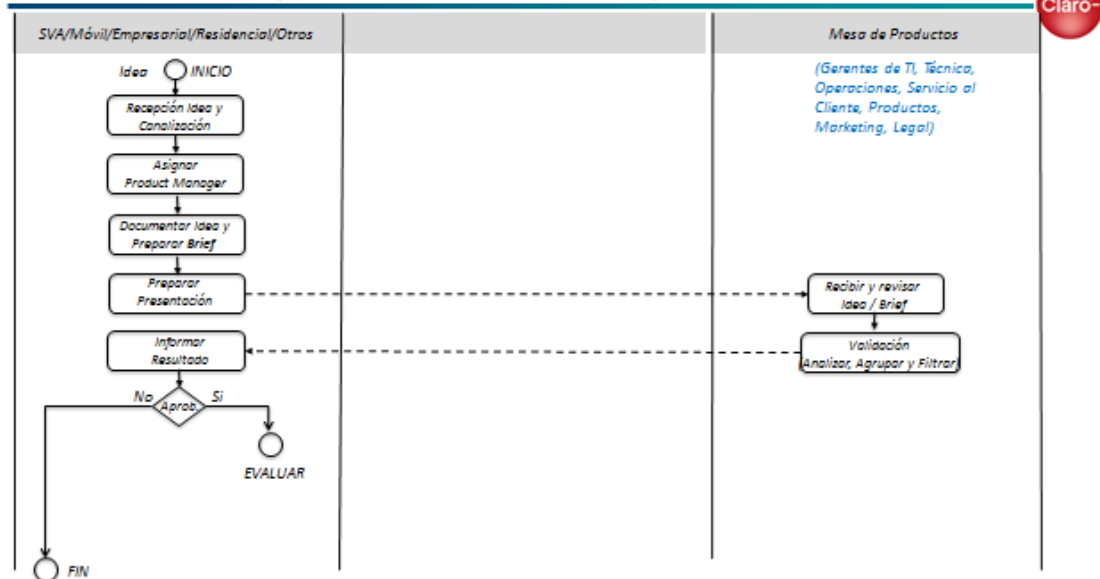 Claro-
SVA/Móvil/Empresarial/Residencial/Otros
Mesa de Productos
Idea
INICIO
(Gerentes de TI, Técnica,
Operaciones, Servicio al
Cliente, Productos,
Marketing, Legal)
Recepción Idea y
Canalización
Asignar
Product Manager
Documentar Idea y
Preparar Brief
Preparar
Presentación
Recibir y revisar
Idea / Brief
Informar
Resultado
Validación
(Analizar, Agrupar y Filtrar)
No
Aprob.
Si
EVALUAR
FIN